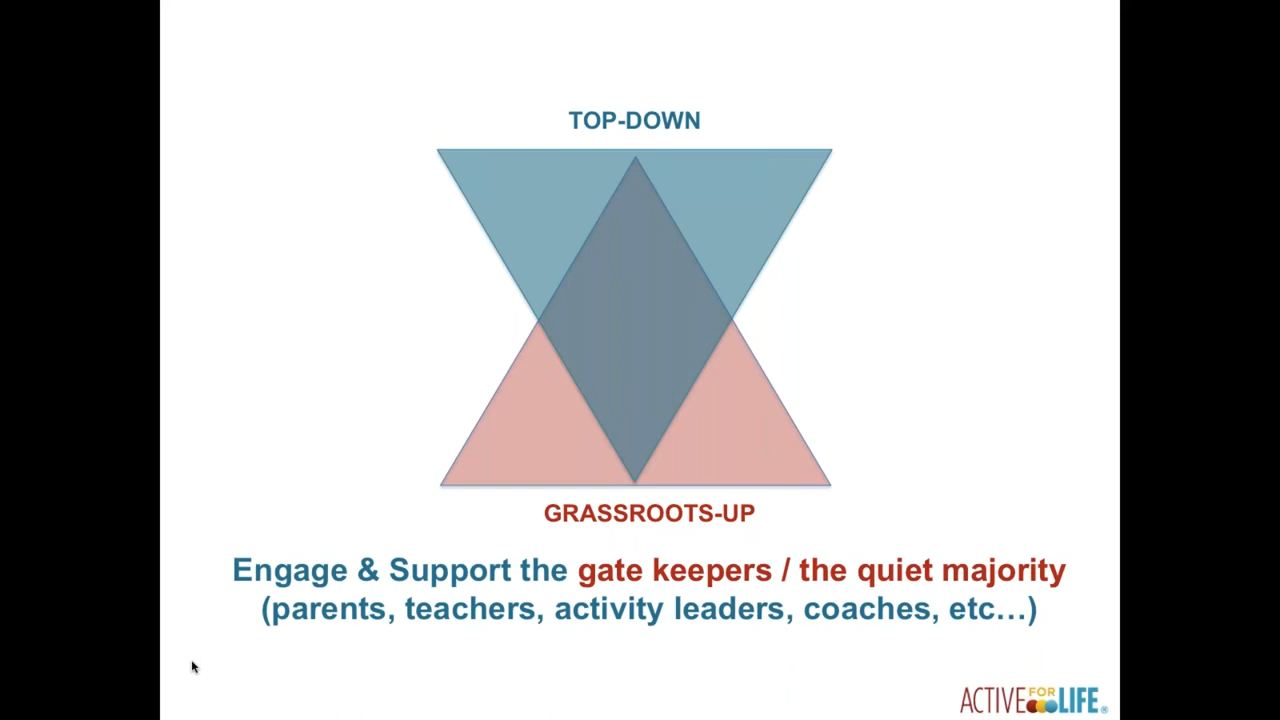 TOP-DOWN
GRASSROOTS-UP
Engage & Support the gate keepers / the quiet majority
(parents, teachers, activity leaders, coaches, etc…)
ACTIVE FOR LIFE®